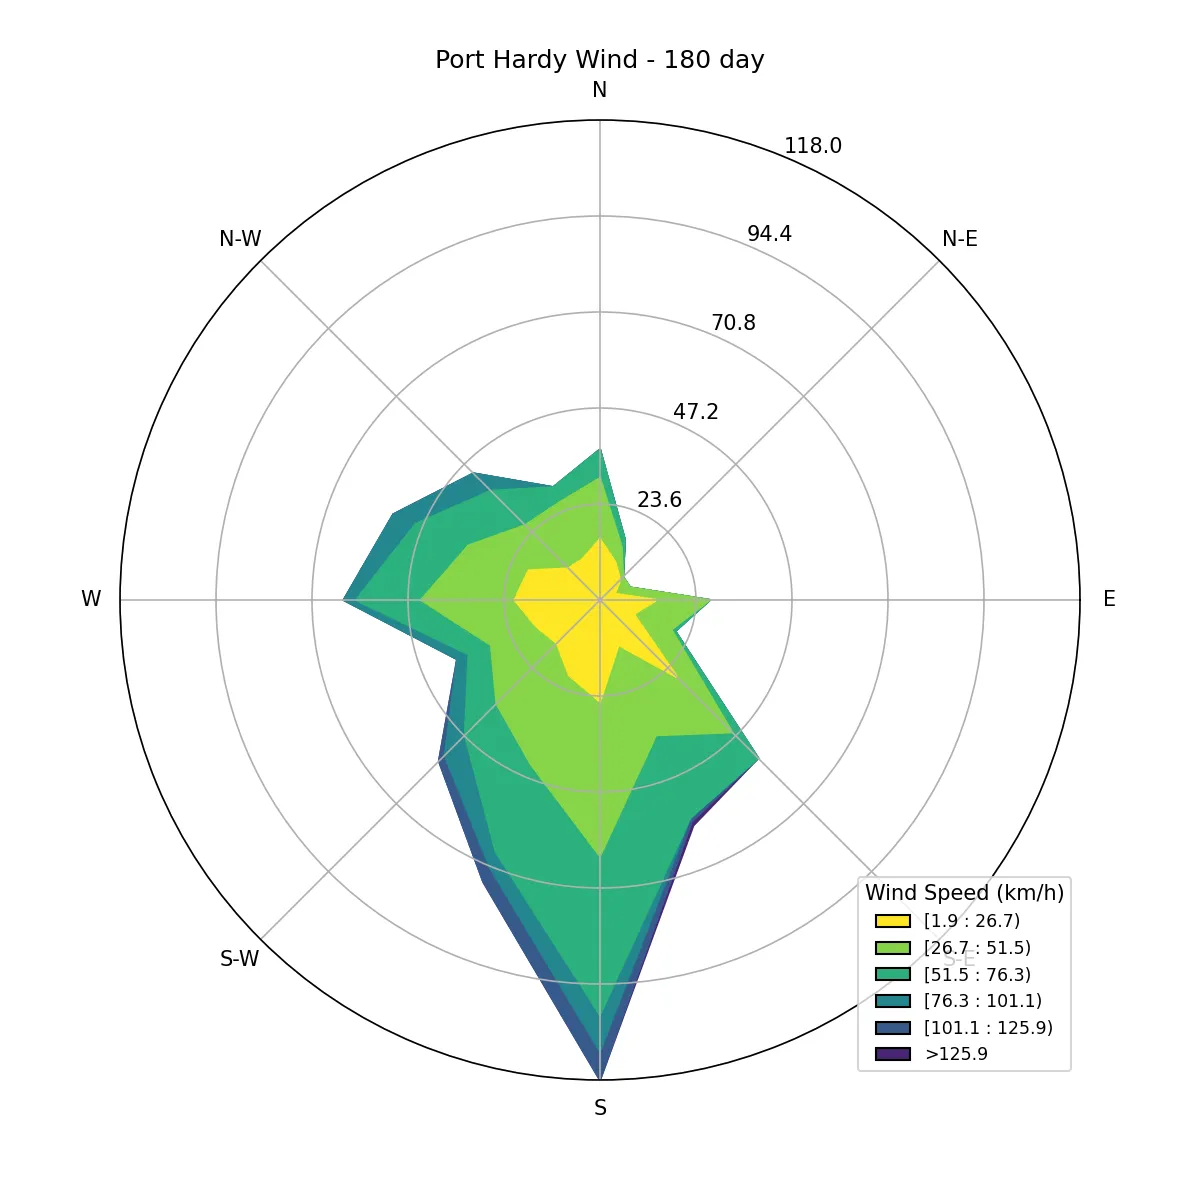 Port Hardy Wind - 180 day
N
118.0
N-W
94.4
N-E
70.8
47.2
23.6
W
E
Wind Speed (km/h)
[1.9 : 26.7)
[26.7 : 51.5)
[51.5 : 76.3)
[76.3 : 101.1)
[101.1 : 125.9)
>125.9
S-W
S-E
S